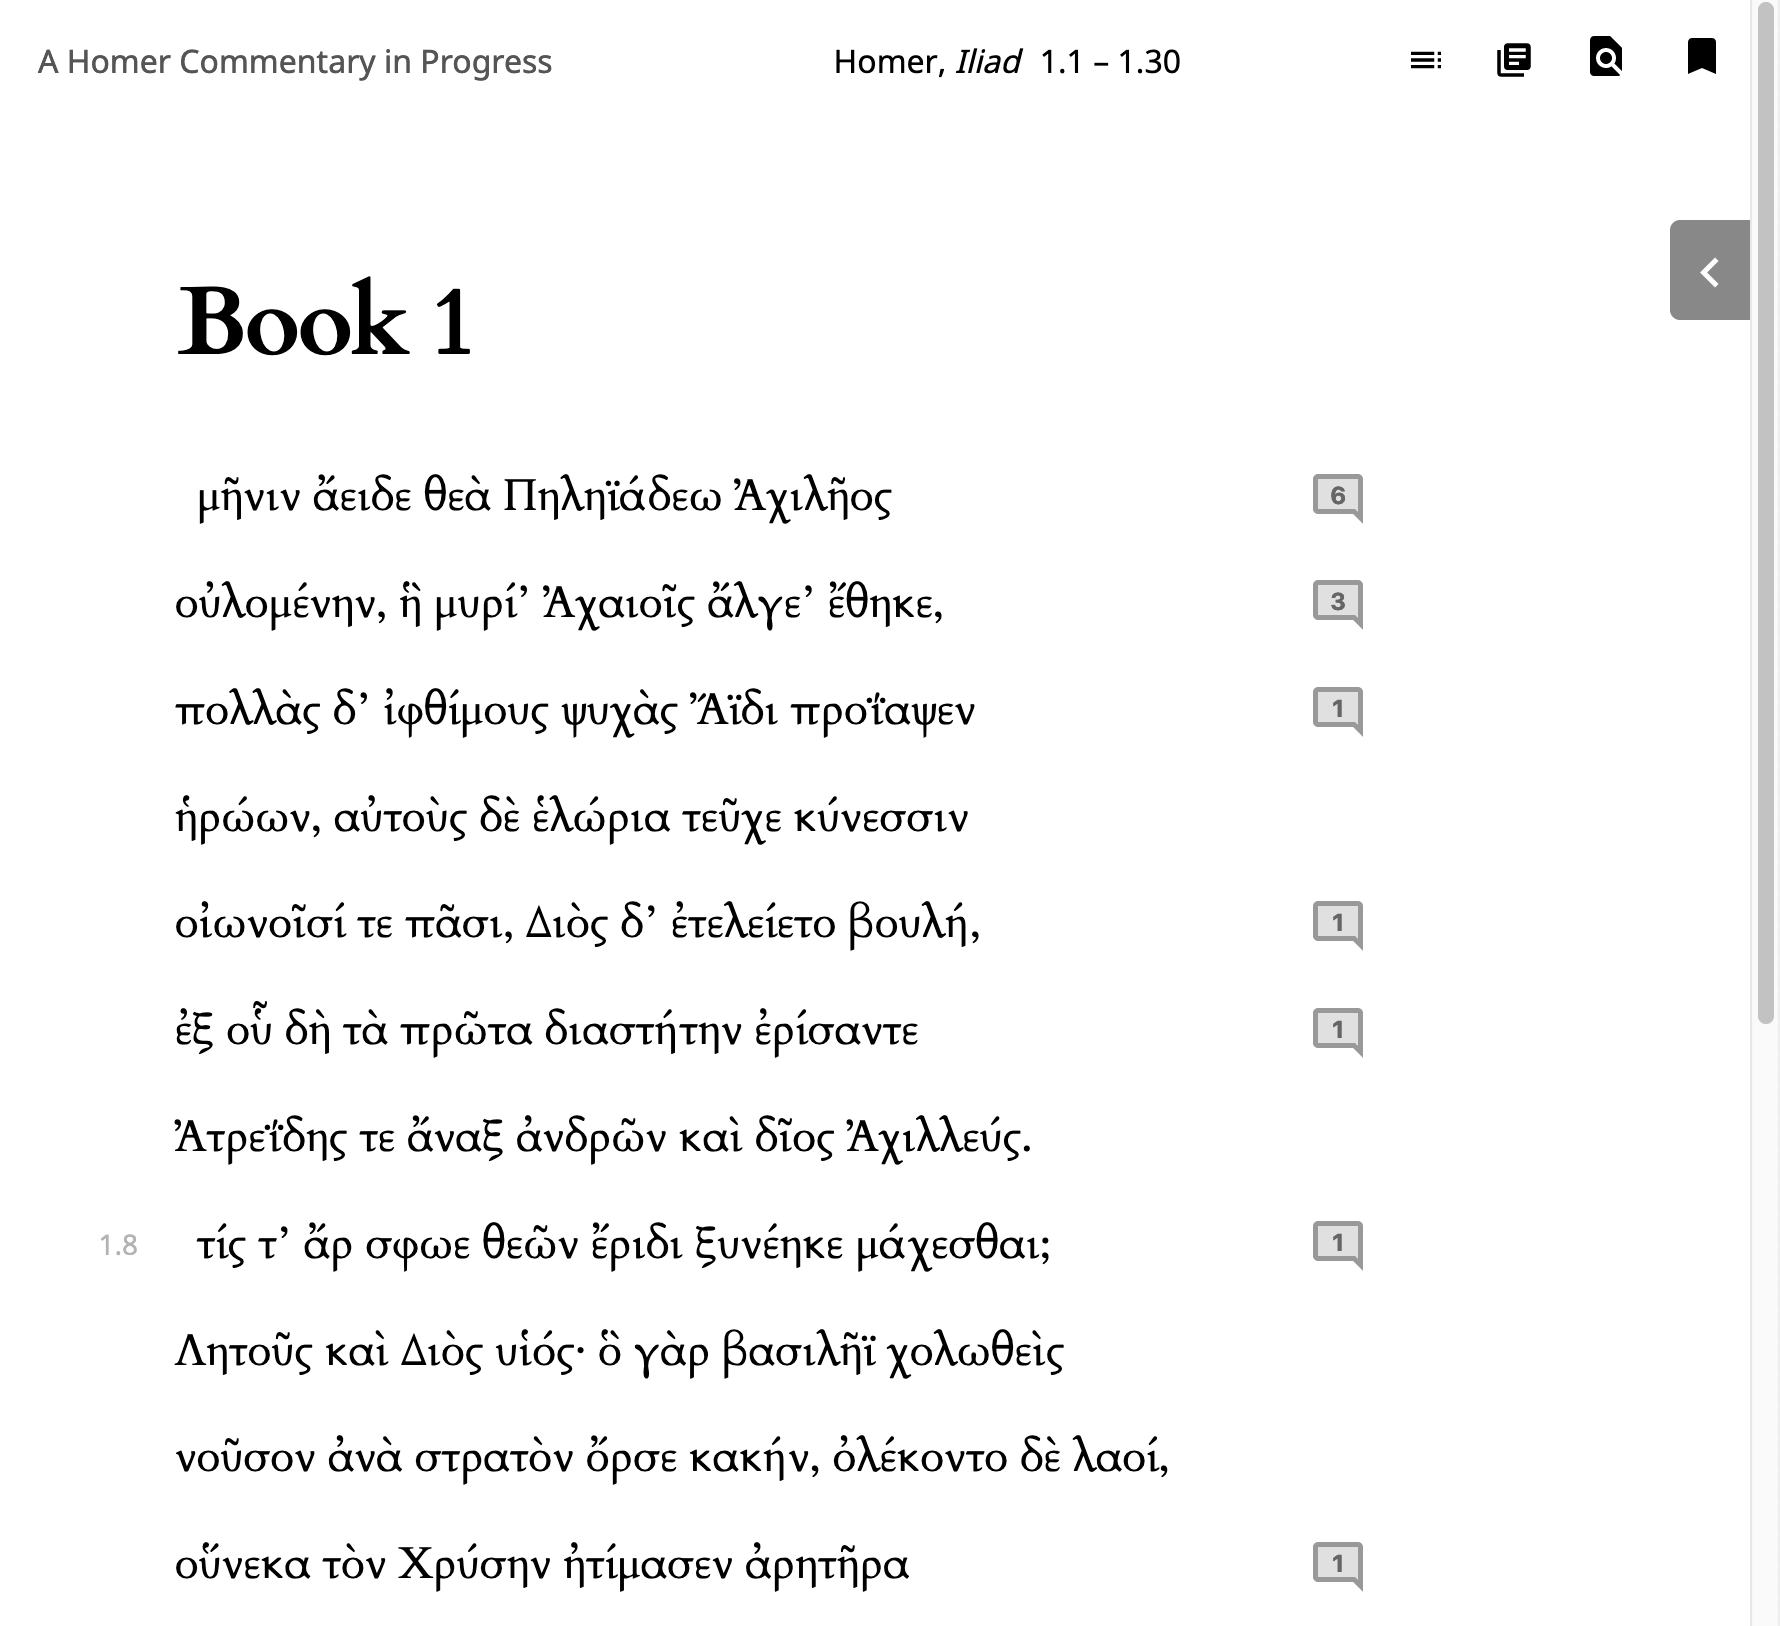 A Homer Commentary in Progress
Homer, Iliad 1.1 – 1.30
Book 1
μῆνιν ἄειδε θεὰ Πηληϊάδεω Ἀχιλῆος
6
οὐλομένην, ἣ μυρί’ Ἀχαιοῖς ἄλγε’ ἔθηκε,
3
πολλὰς δ’ ἰφθίμους ψυχὰς Ἄϊδι προΐαψεν
1
ἡρώων, αὐτοὺς δὲ ἑλώρια τεῦχε κύνεσσιν
οἰωνοῖσί τε πᾶσι, Διὸς δ’ ἐτελείετο βουλή,
1
ἐξ οὗ δὴ τὰ πρῶτα διαστήτην ἐρίσαντε
1
Ἀτρεΐδης τε ἄναξ ἀνδρῶν καὶ δῖος Ἀχιλλεύς.
1.8 τίς τ’ ἄρ σφωε θεῶν ἔριδι ξυνέηκε μάχεσθαι;
1
Λητοῦς καὶ Διὸς υἱός· ὃ γὰρ βασιλῆϊ χολωθεὶς
νοῦσον ἀνὰ στρατὸν ὄρσε κακήν, ὀλέκοντο δὲ λαοί,
οὕνεκα τὸν Χρύσην ἠτίμασεν ἀρητῆρα
1